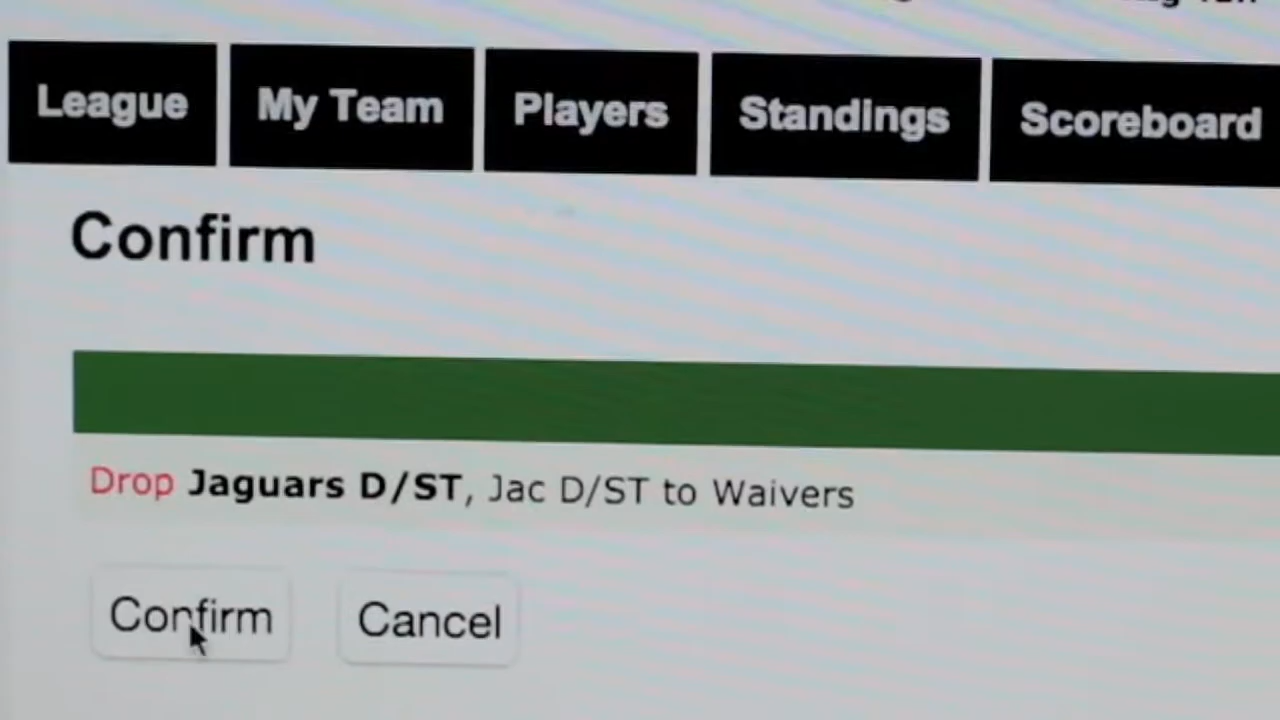 League My Team Players Standings Scoreboard
Confirm
Drop Jaguars D/ST, Jac D/ST to Waivers
Confirm Cancel